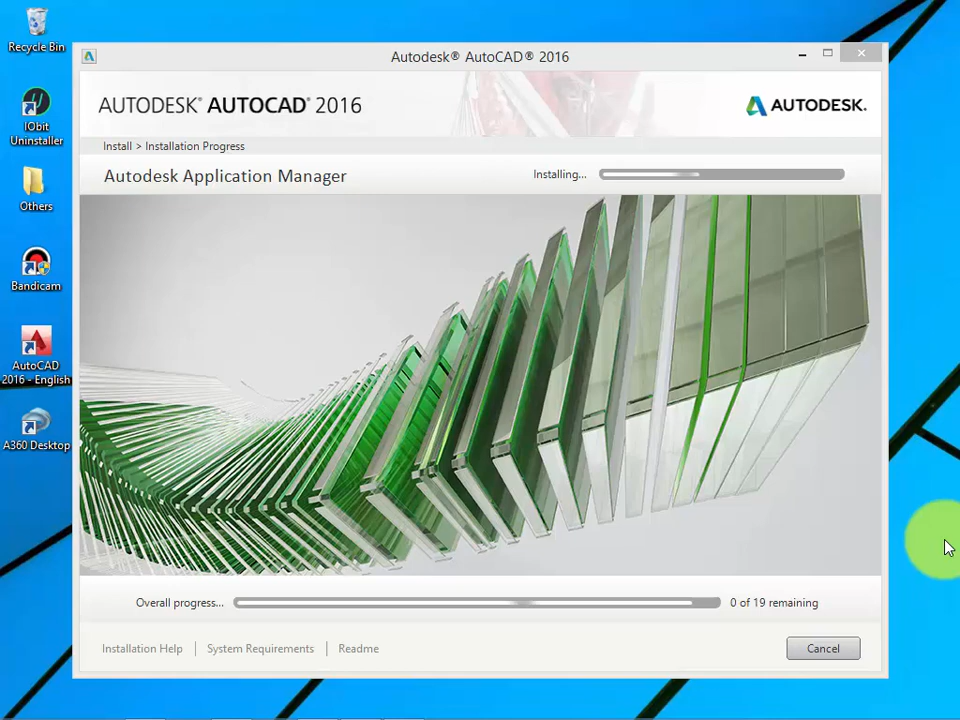 Recycle Bin
IObit
Uninstaller
Others
Bandicam
AutoCAD
2016 - English
A360 Desktop
Autodesk® AutoCAD® 2016
AUTODESK® AUTOCAD® 2016
AUTODESK.
Install > Installation Progress
Autodesk Application Manager
Installing...
Overall progress...
0 of 19 remaining
Installation Help
System Requirements
Readme
Cancel